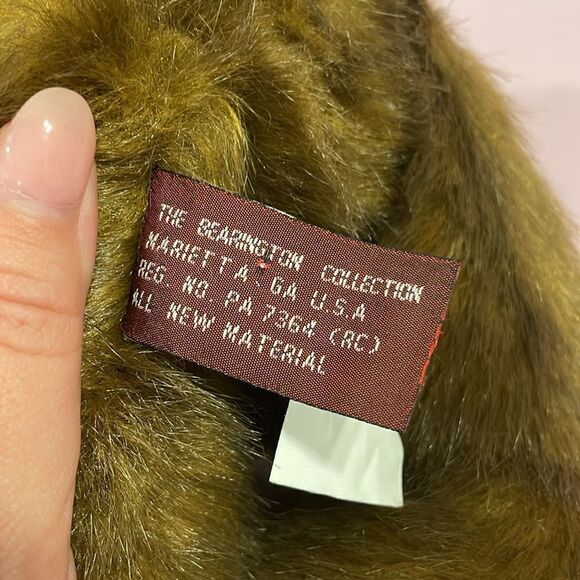 THE BEARINGTON COLLECTION
MARIETTA - GA U.S.A
REG. NO. PA 7364 (RC)
ALL NEW MATERIAL